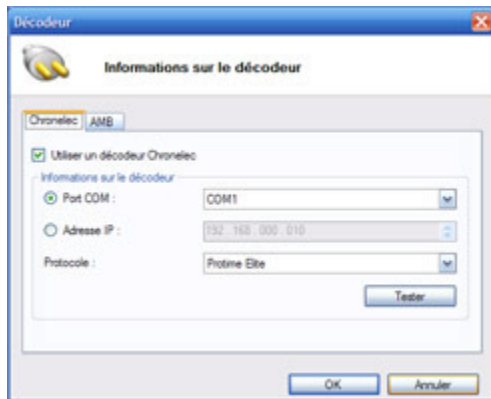 Décodeur
Informations sur le décodeur
Chronelec AMB
Utiliser un décodeur Chronelec
Informations sur le décodeur
Port COM : COM1
Adresse IP : 192 . 168 . 000 . 010
Protocole : Protime Elite
Tester
OK Annuler